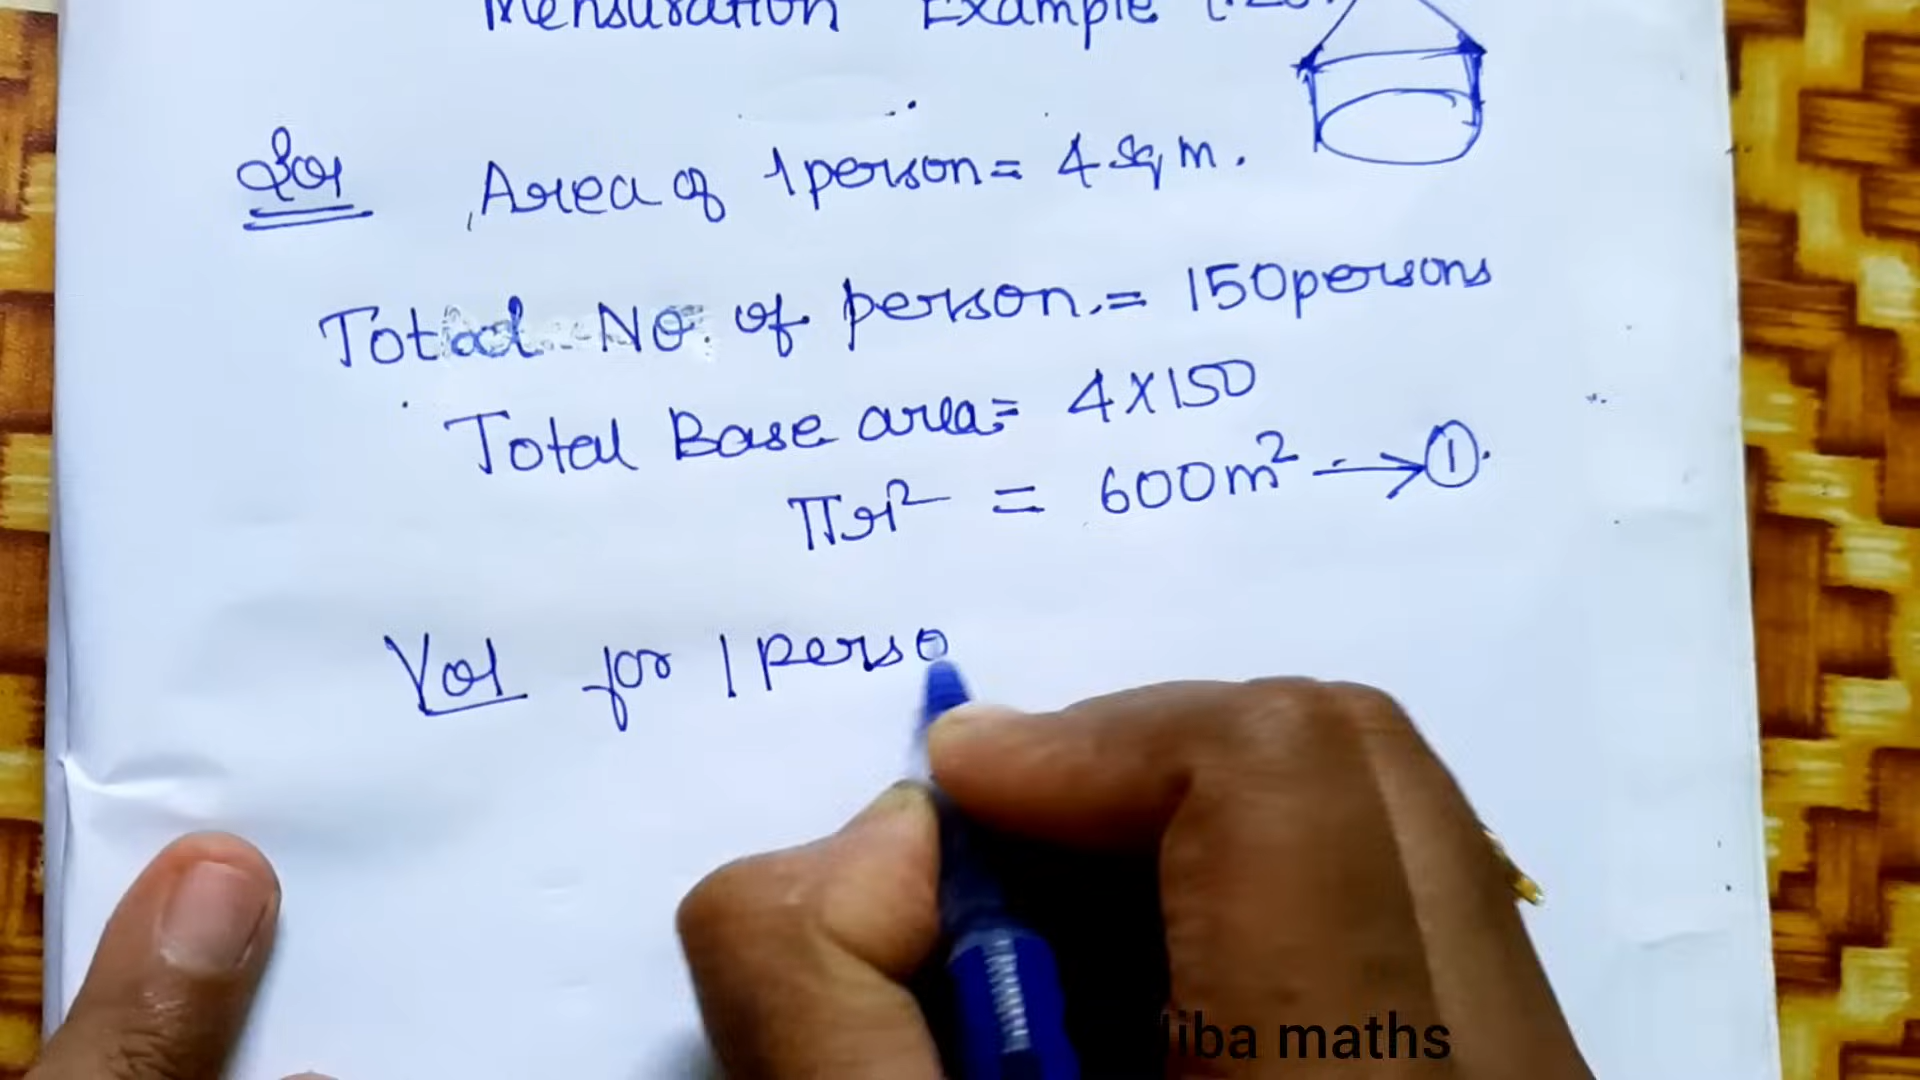 Mensuration Example
Sol Area of 1 person = 4 sq m.
Total No. of person. = 150 persons
Total Base area = 4 X 150
πr² = 600m² → ①.
Vol for 1 perso
liba maths